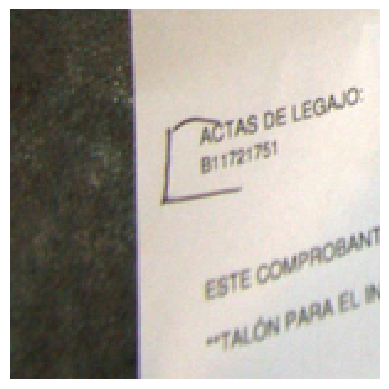 ACTAS DE LEGAJO:
B11721751
ESTE COMPROBANT
**TALÓN PARA EL IN